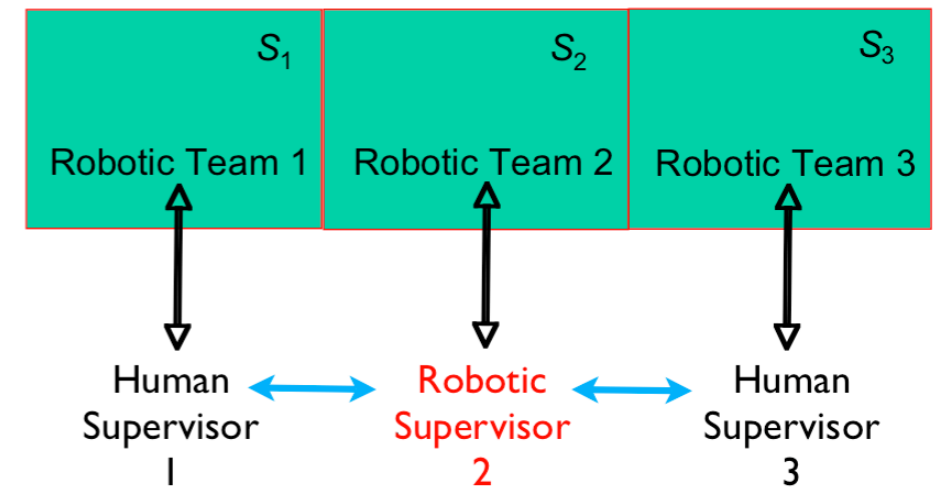 S1
S2
S3
Robotic Team 1
Robotic Team 2
Robotic Team 3
Human
Supervisor
1
Robotic
Supervisor
2
Human
Supervisor
3